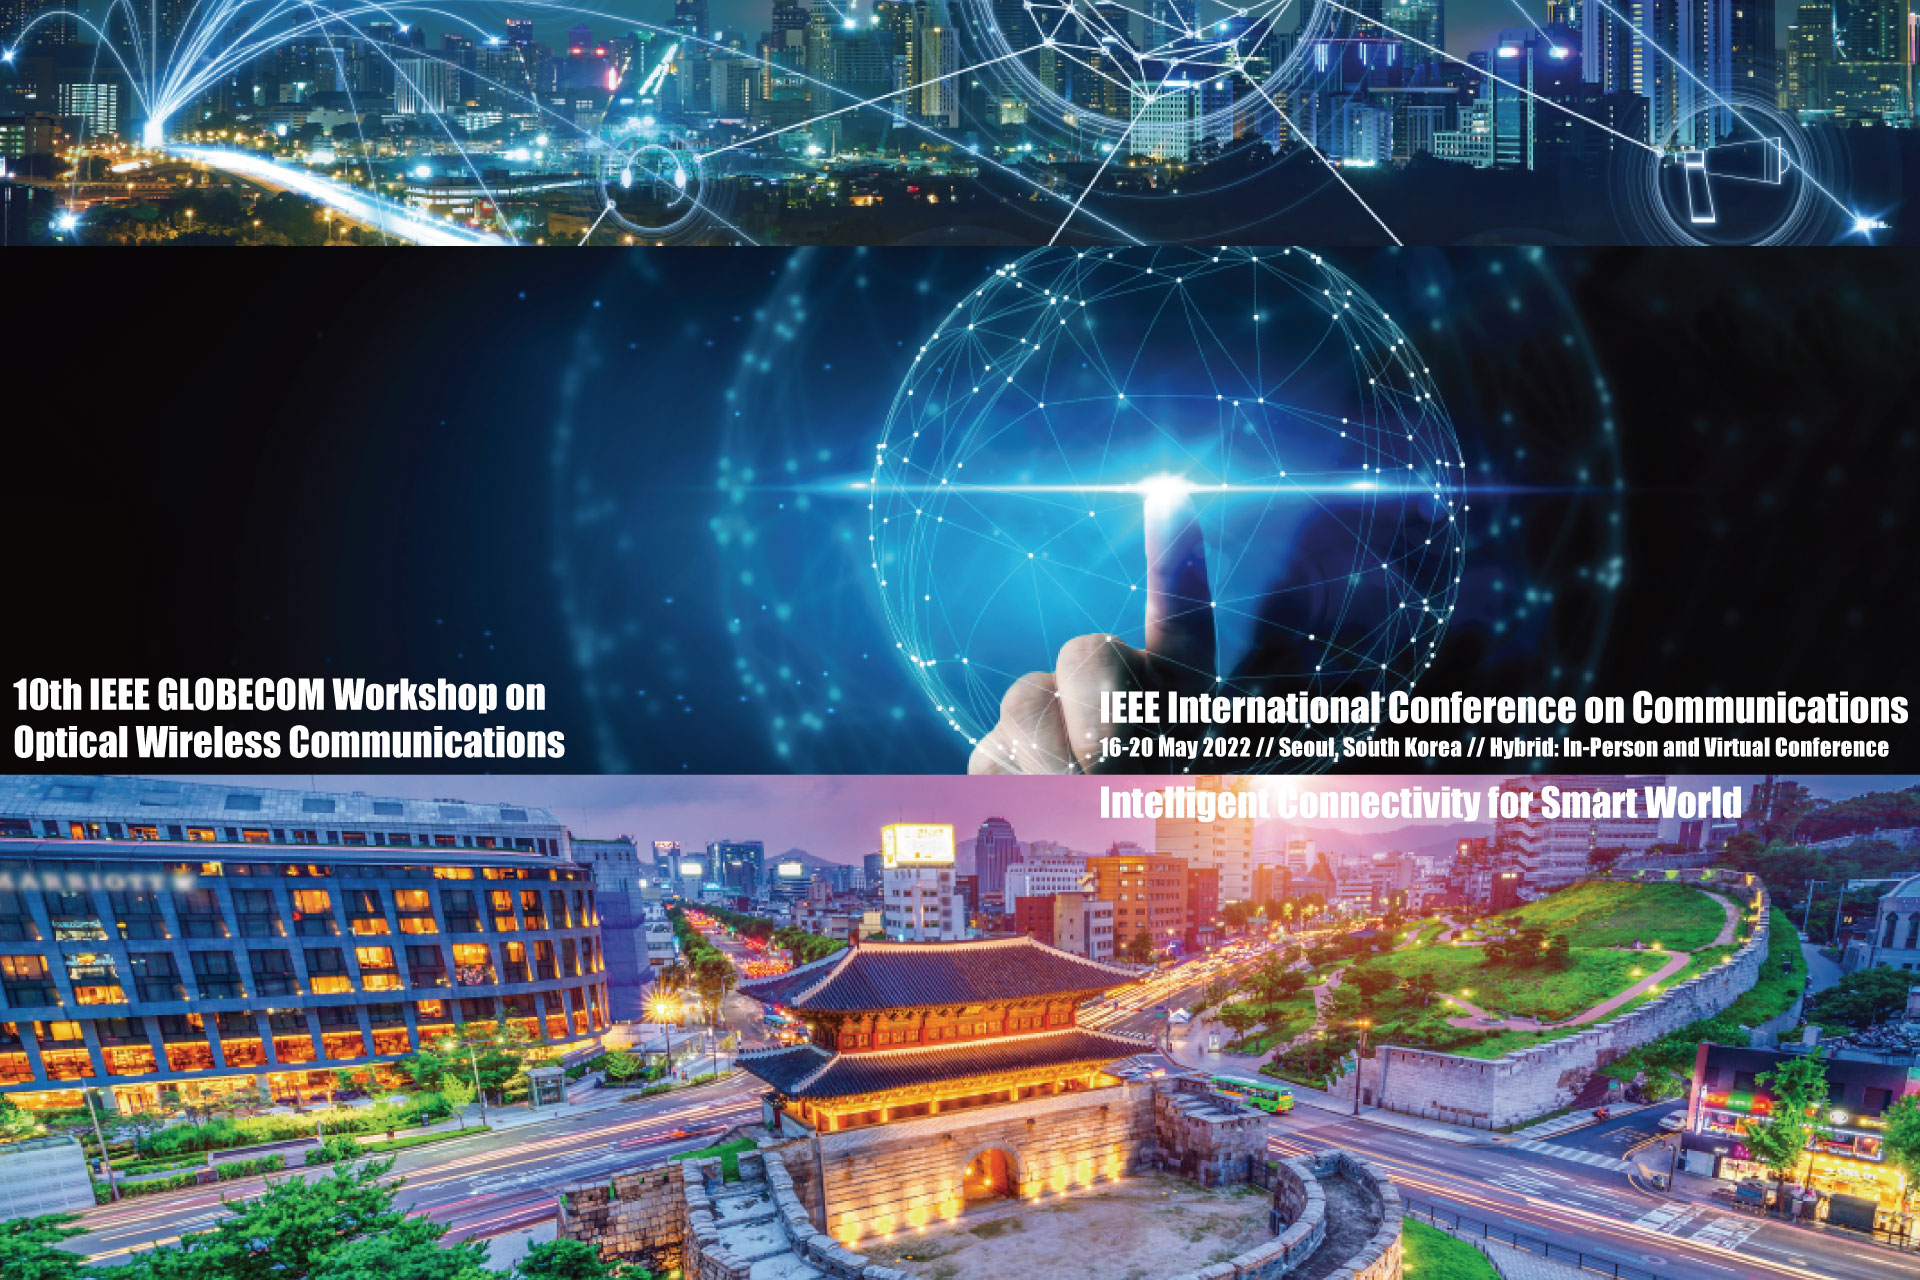 10th IEEE GLOBECOM Workshop on
Optical Wireless Communications
IEEE International Conference on Communications
16-20 May 2022 // Seoul, South Korea // Hybrid: In-Person and Virtual Conference
Intelligent Connectivity for Smart World
MARRIOTT